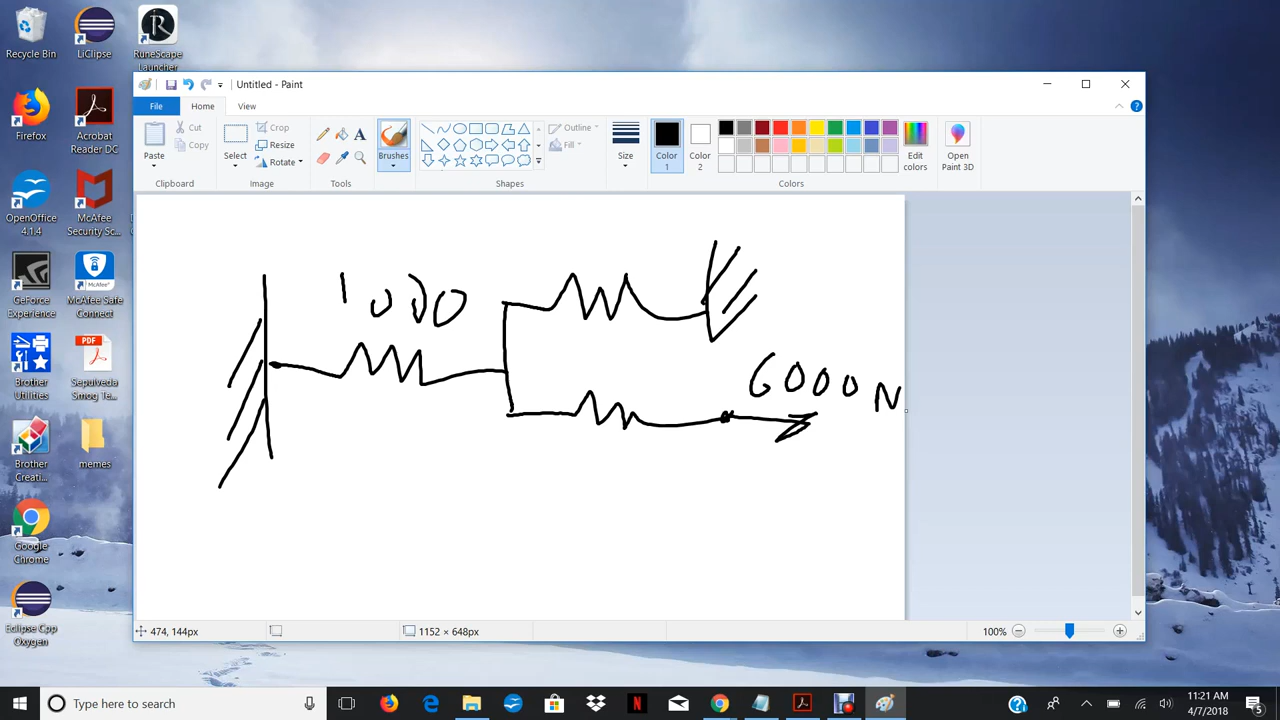 Recycle Bin
LiClipse
RuneScape
Launcher
Firefox
Acrobat
Reader DC
OpenOffice
4.1.4
McAfee
Security Sc...
GeForce
Experience
McAfee Safe
Connect
Brother
Utilities
Sepulveda
Smog Te...
Brother
Creati...
memes
Google
Chrome
Eclipse Cpp
Oxygen
Untitled - Paint
File
Home
View
Paste
Cut
Copy
Clipboard
Select
Crop
Resize
Rotate
Image
A
Tools
Brushes
Outline
Fill
Shapes
Size
Color
1
Color
2
Edit
colors
Open
Paint 3D
Colors
1000
6000 N
474, 144px
1152 × 648px
100%
Type here to search
11:21 AM
4/7/2018
5